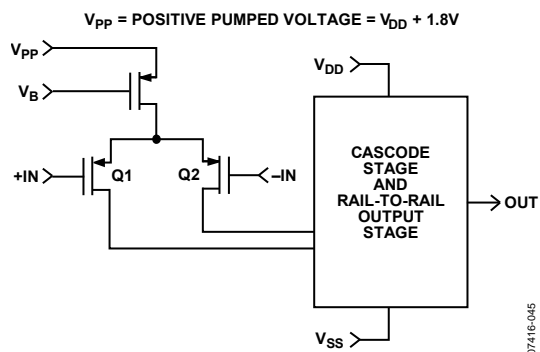 VPP = POSITIVE PUMPED VOLTAGE = VDD + 1.8V
VPP
VB
VDD
+IN
Q1
Q2
–IN
CASCODE
STAGE
AND
RAIL-TO-RAIL
OUTPUT
STAGE
OUT
VSS
07416-045